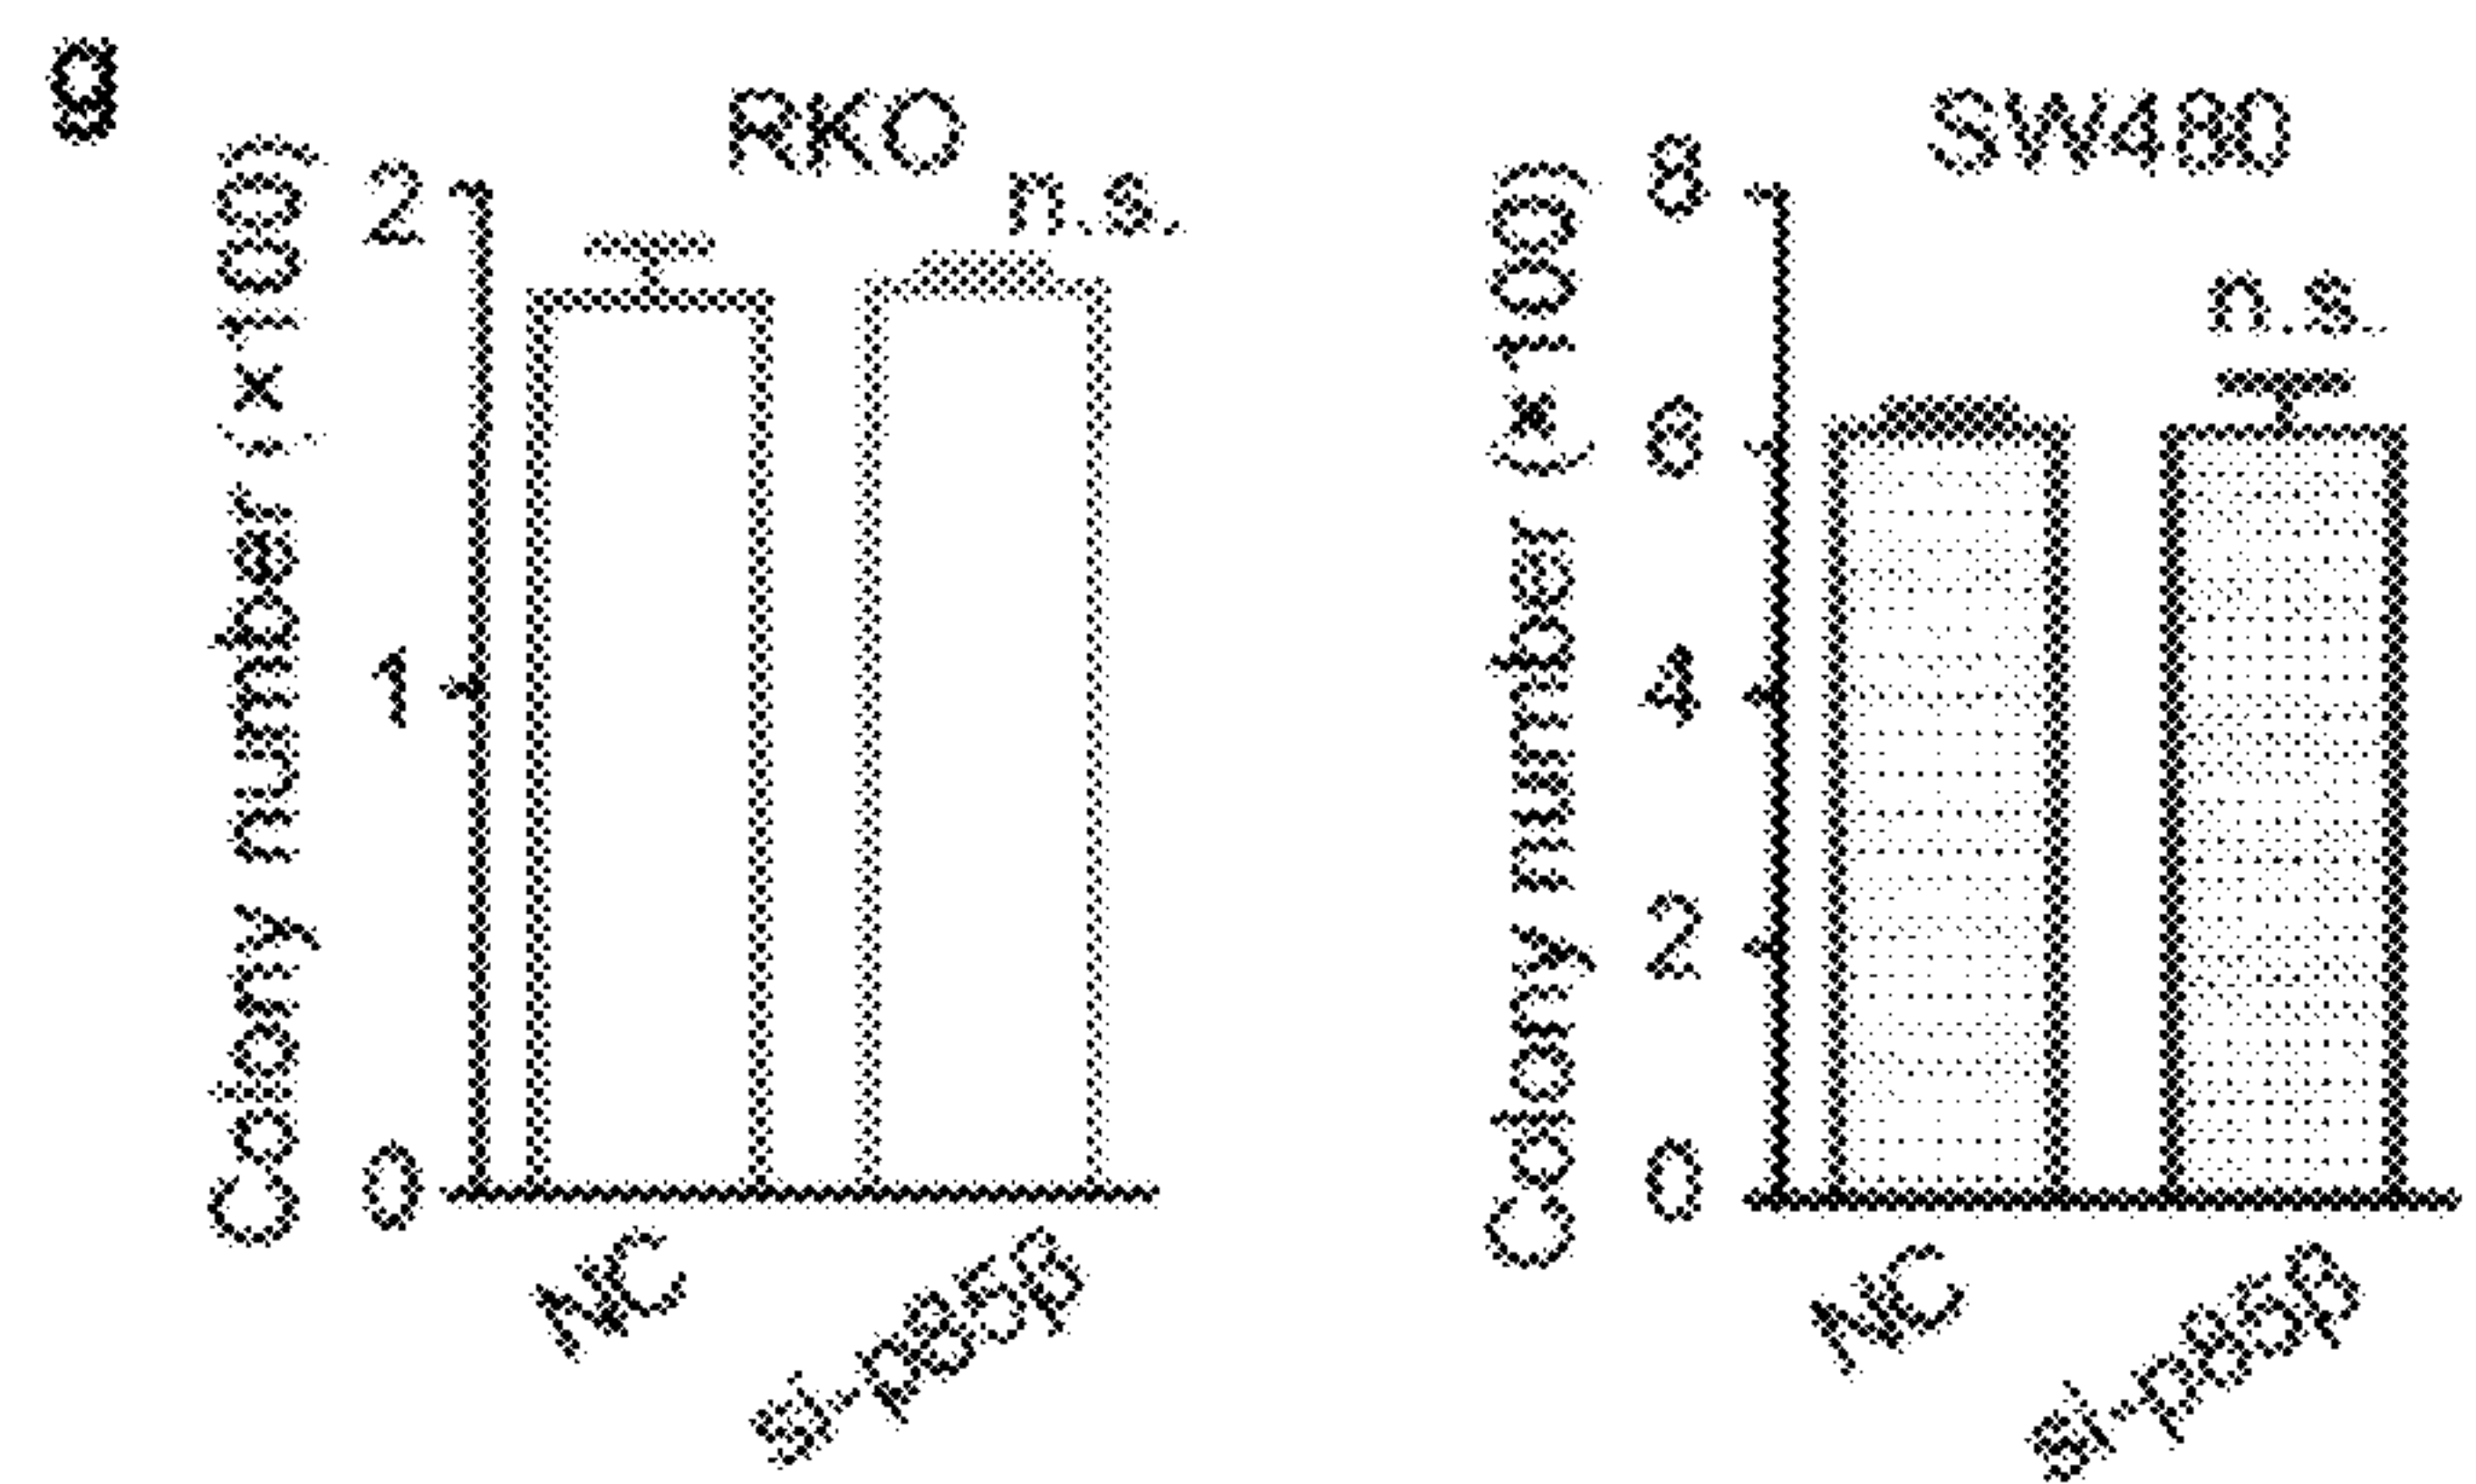 g
RKO
n.s.
Colony number (×100)
2
1
0
NC
si-p85β
SW480
n.s.
Colony number (×100)
8
6
4
2
0
NC
si-p85β